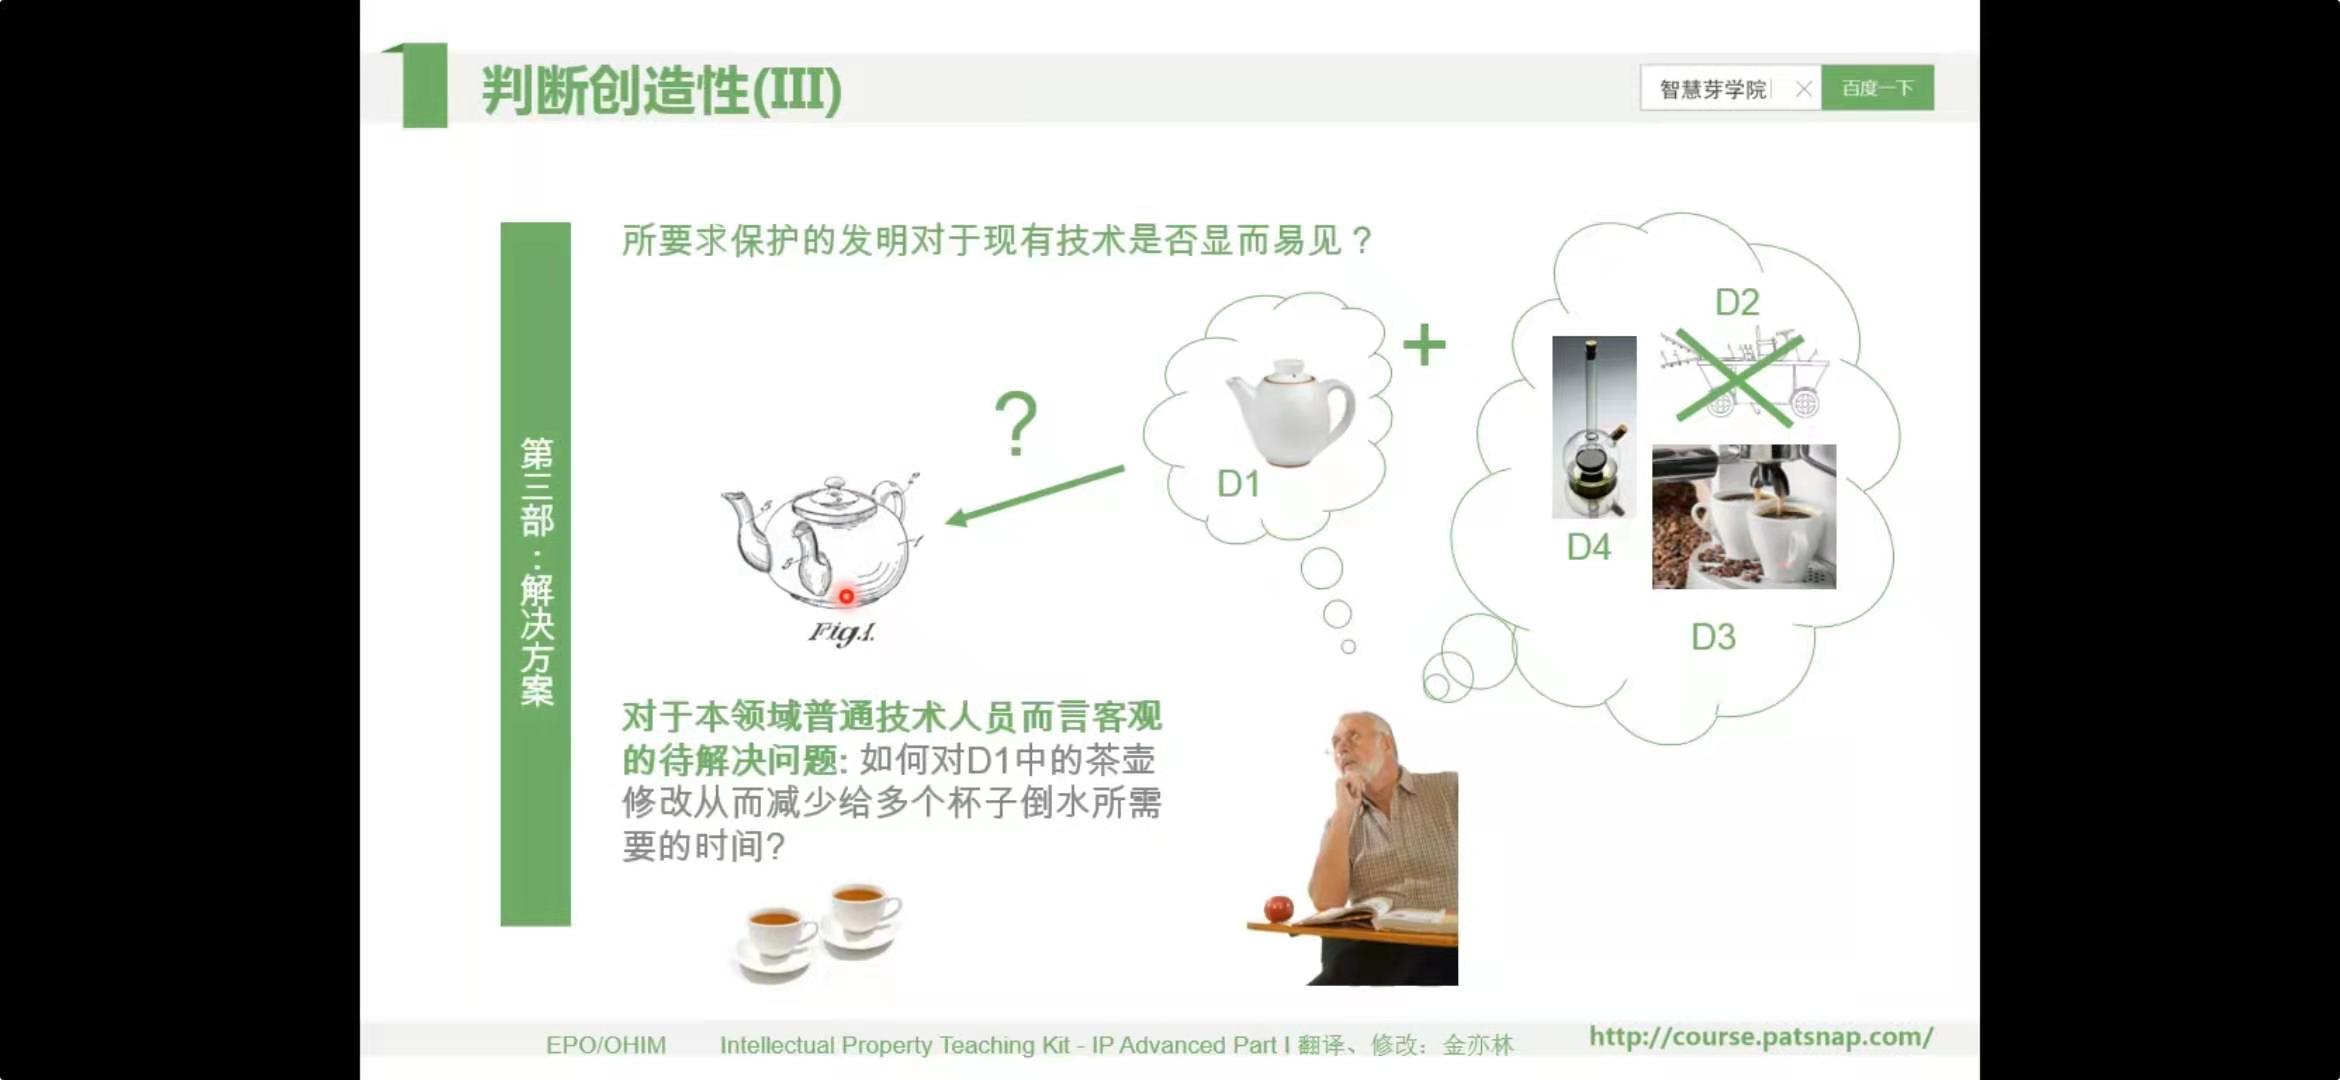 判断创造性(III)
智慧芽学院
百度一下
第三部：解决方案
所要求保护的发明对于现有技术是否显而易见？
?
D1
+
D2
D4
D3
Fig.1.
对于本领域普通技术人员而言客观
的待解决问题: 如何对D1中的茶壶
修改从而减少给多个杯子倒水所需
要的时间?
EPO/OHIM
Intellectual Property Teaching Kit - IP Advanced Part I 翻译、修改：金亦林
http://course.patsnap.com/